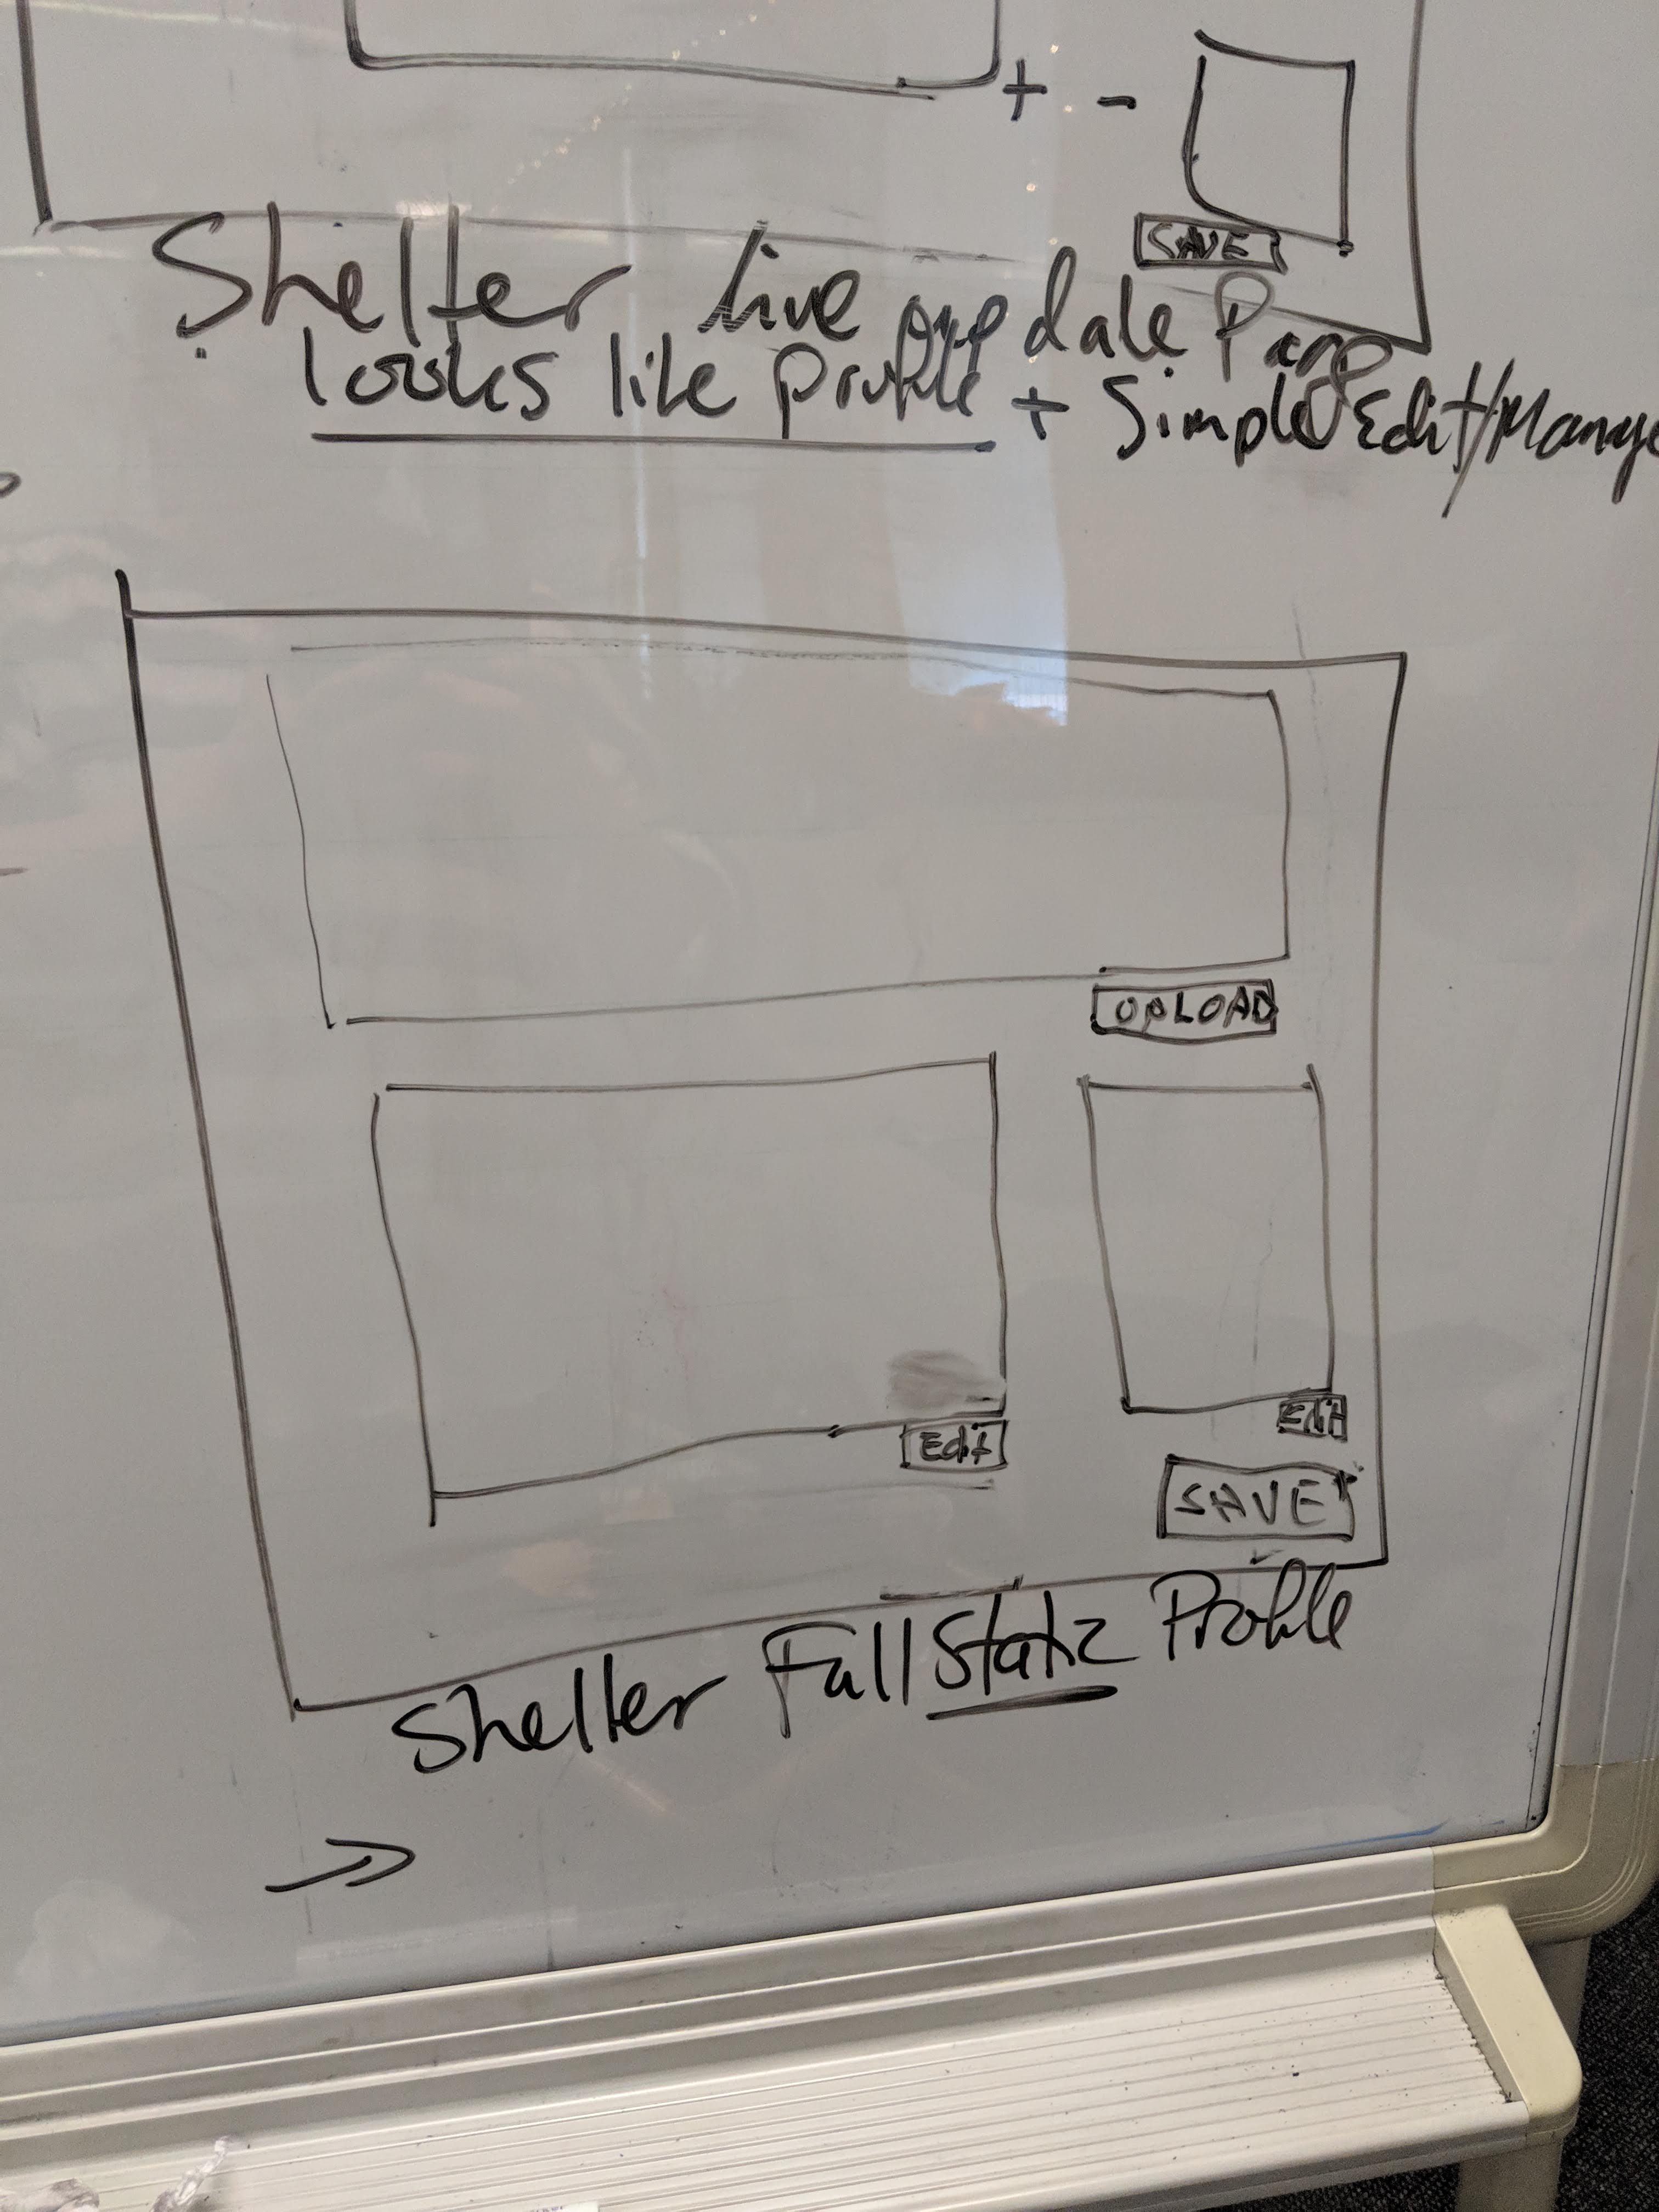 + -
SAVE
Shelter live update Page
looks like profile + Simple Edit/Manage
UPLOAD
Edit
Edit
SAVE
Shelter Full Static Profile